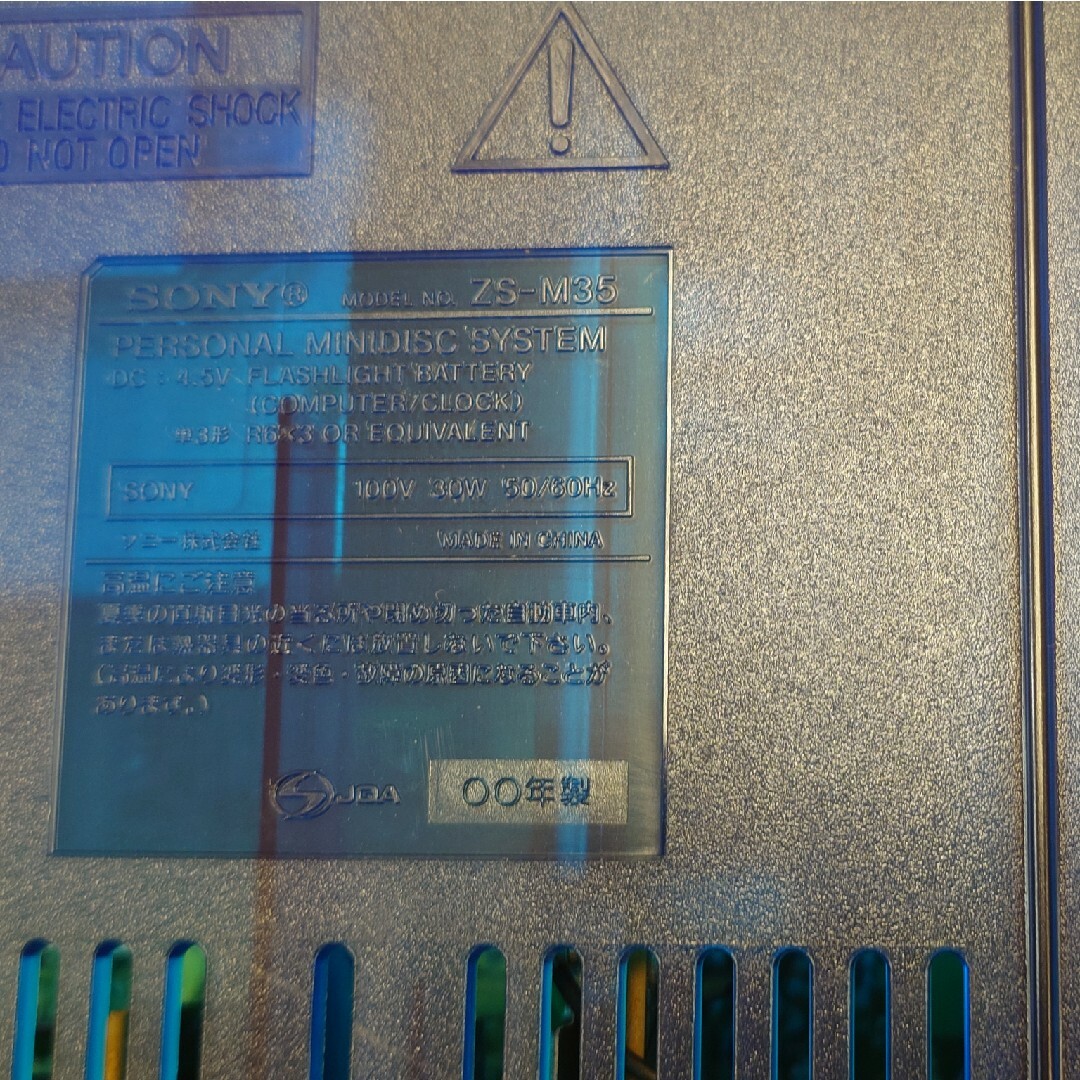 AUTION
ELECTRIC SHOCK
NOT OPEN
SONY® MODEL NO. ZS-M35
PERSONAL MINIDISC SYSTEM
DC : 4.5V FLASHLIGHT BATTERY
(COMPUTER/CLOCK)
単3形 R6×3 OR EQUIVALENT
SONY 100V 30W 50/60Hz
ソニー株式会社 MADE IN CHINA
高温にご注意
夏季の直射日光の当る所や閉め切った自動車内、
または熱器具の近くには放置しないで下さい。
(高温により変形・変色・故障の原因になることが
あります。)
JQA 00年製